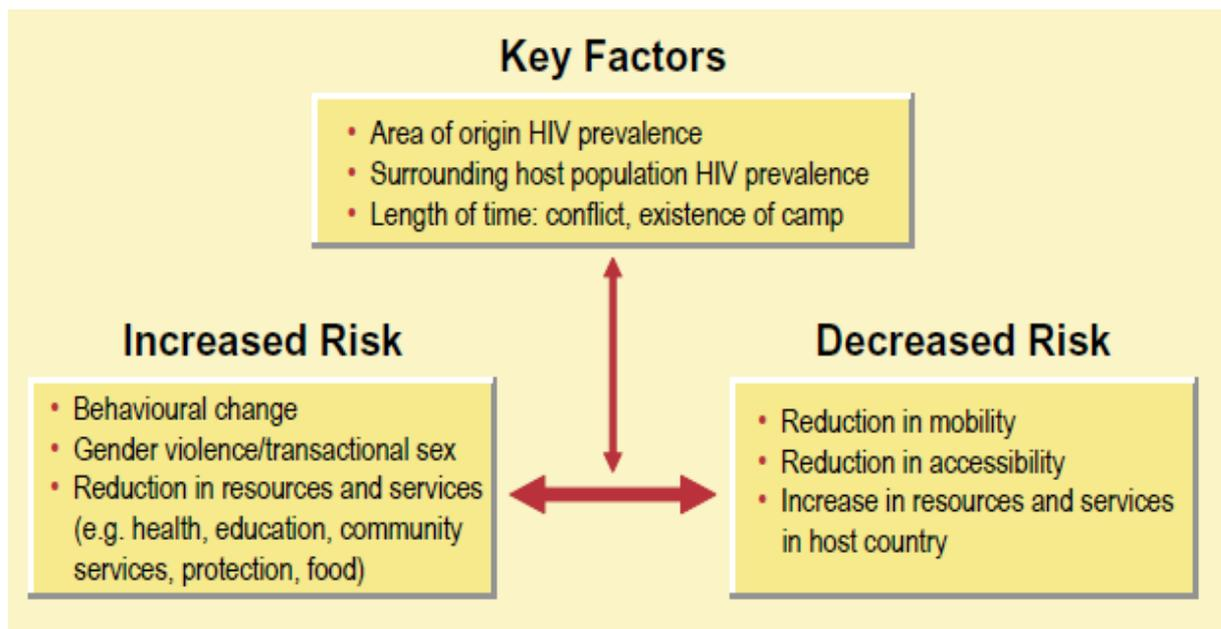 Key Factors
• Area of origin HIV prevalence
• Surrounding host population HIV prevalence
• Length of time: conflict, existence of camp
Increased Risk
• Behavioural change
• Gender violence/transactional sex
• Reduction in resources and services
(e.g. health, education, community
services, protection, food)
Decreased Risk
• Reduction in mobility
• Reduction in accessibility
• Increase in resources and services
in host country